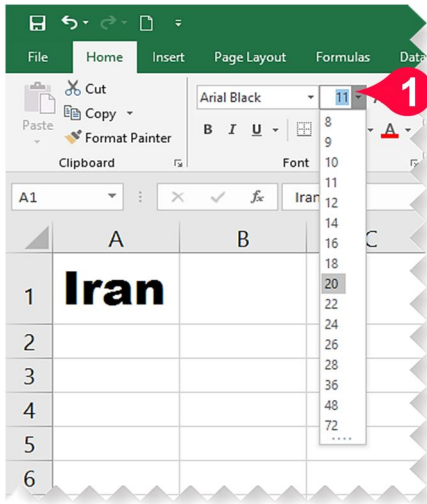 File Home Insert Page Layout Formulas Data
Paste
Cut
Copy
Format Painter
Clipboard
Arial Black 11 1
B I U A
Font
A1 fx Iran
A B C
1 Iran
2
3
4
5
6
8
9
10
11
12
14
16
18
20
22
24
26
28
36
48
72